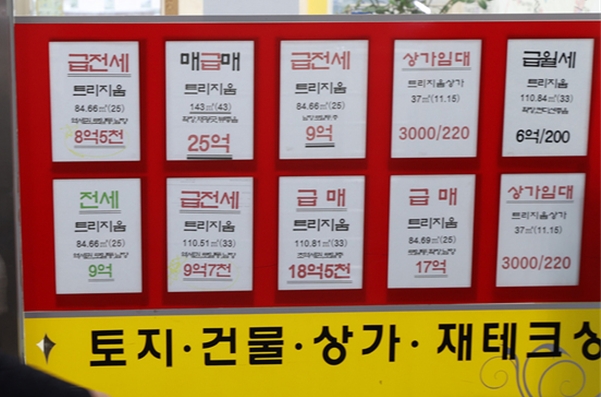 급전세
트리지움
84.66㎡(25)
8억5천
매급매
트리지움
143㎡(43)
25억
급전세
트리지움
84.66㎡(25)
9억
상가임대
트리지움상가
37㎡(11.15)
3000/220
급월세
트리지움
110.84㎡(33)
6억/200
전세
트리지움
84.66㎡(25)
9억
급전세
트리지움
110.51㎡(33)
9억7천
급매
트리지움
110.81㎡(33)
18억5천
급매
트리지움
84.69㎡(25)
17억
상가임대
트리지움상가
37㎡(11.15)
3000/220
토지·건물·상가·재테크상